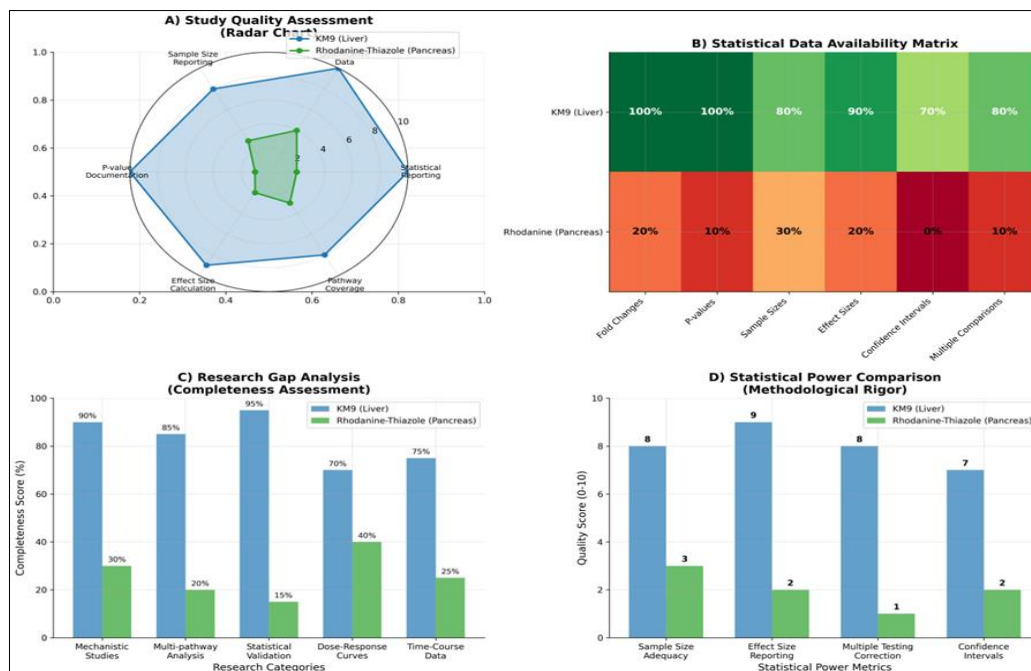 A) Study Quality Assessment
(Radar Chart)
KM9 (Liver)
Rhodanine-Thiazole (Pancreas)
Sample Size
Reporting
Data
1.0
0.8
0.6
0.4
0.2
0.0
10
8
6
4
2
P-value
Documentation
Statistical
Reporting
Effect Size
Calculation
Pathway
Coverage
0.0
0.2
0.4
0.6
0.8
1.0
B) Statistical Data Availability Matrix
KM9 (Liver)
100%
100%
80%
90%
70%
80%
Rhodanine (Pancreas)
20%
10%
30%
20%
0%
10%
Fold Changes
P-values
Sample Sizes
Effect Sizes
Confidence Intervals
Multiple Comparisons
C) Research Gap Analysis
(Completeness Assessment)
KM9 (Liver)
Rhodanine-Thiazole (Pancreas)
Completeness Score (%)
100
80
60
40
20
0
90%
30%
85%
20%
95%
15%
70%
40%
75%
25%
Mechanistic
Studies
Multi-pathway
Analysis
Statistical
Validation
Dose-Response
Curves
Time-Course
Data
Research Categories
D) Statistical Power Comparison
(Methodological Rigor)
KM9 (Liver)
Rhodanine-Thiazole (Pancreas)
Quality Score (0-10)
10
8
6
4
2
0
8
3
9
2
8
1
7
2
Sample Size
Adequacy
Effect Size
Reporting
Multiple Testing
Correction
Confidence
Intervals
Statistical Power Metrics